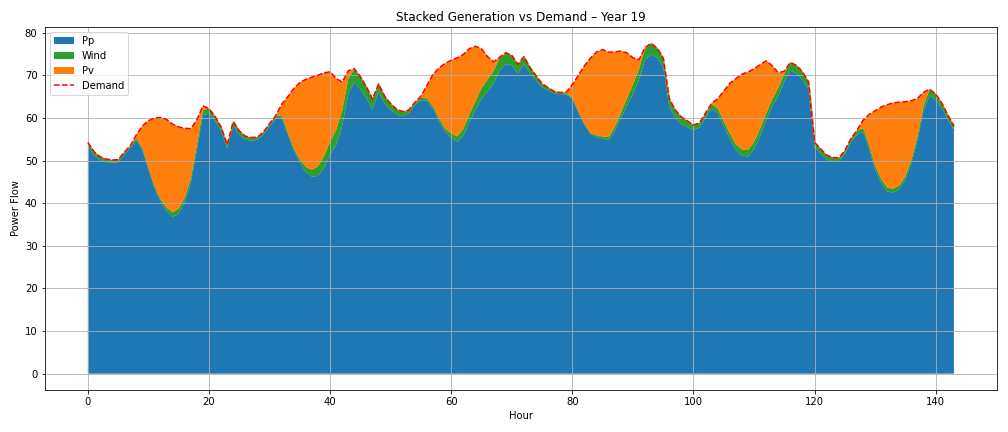 Stacked Generation vs Demand – Year 19
Pp
Wind
Pv
Demand
Power Flow
80
70
60
50
40
30
20
10
0
0 20 40 60 80 100 120 140
Hour